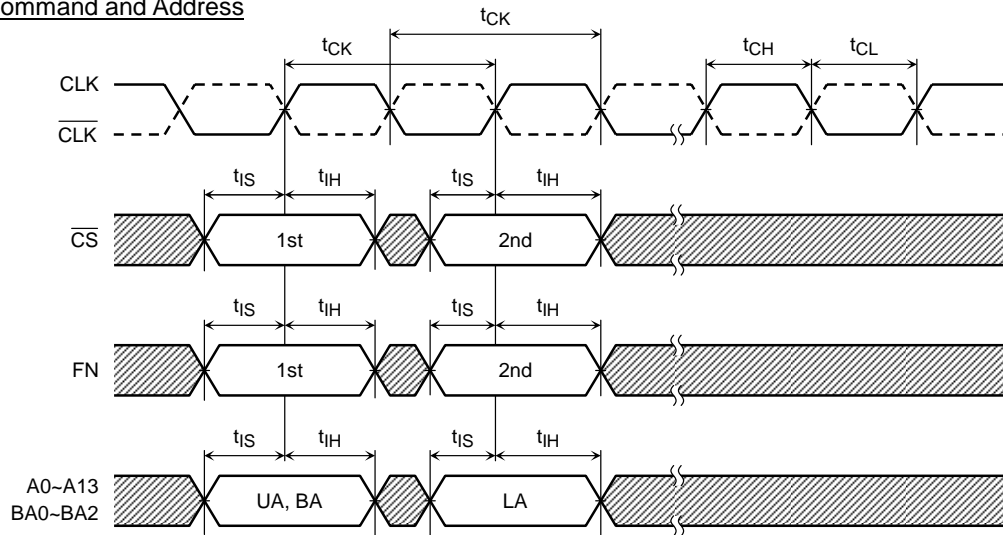 ommand and Address
tCK
tCK
tCH
tCL
CLK
CLK
tIS
tIH
tIS
tIH
CS
1st
2nd
tIS
tIH
tIS
tIH
FN
1st
2nd
tIS
tIH
tIS
tIH
A0~A13
BA0~BA2
UA, BA
LA